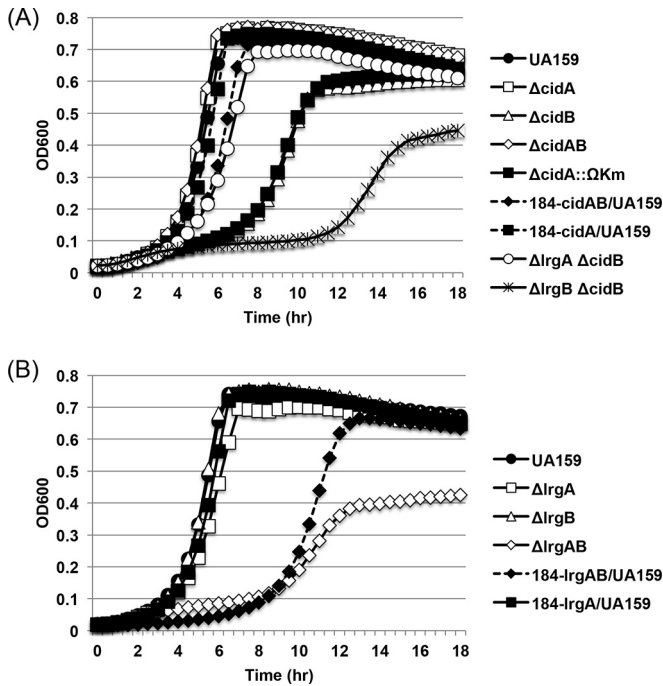 (A)
0.8
0.7
0.6
0.5
0.4
0.3
0.2
0.1
0
OD600
0 2 4 6 8 10 12 14 16 18
Time (hr)
UA159
ΔcidA
ΔcidB
ΔcidAB
ΔcidA::ΩKm
184-cidAB/UA159
184-cidA/UA159
ΔlrgA ΔcidB
ΔlrgB ΔcidB
(B)
0.8
0.7
0.6
0.5
0.4
0.3
0.2
0.1
0
OD600
0 2 4 6 8 10 12 14 16 18
Time (hr)
UA159
ΔlrgA
ΔlrgB
ΔlrgAB
184-lrgAB/UA159
184-lrgA/UA159